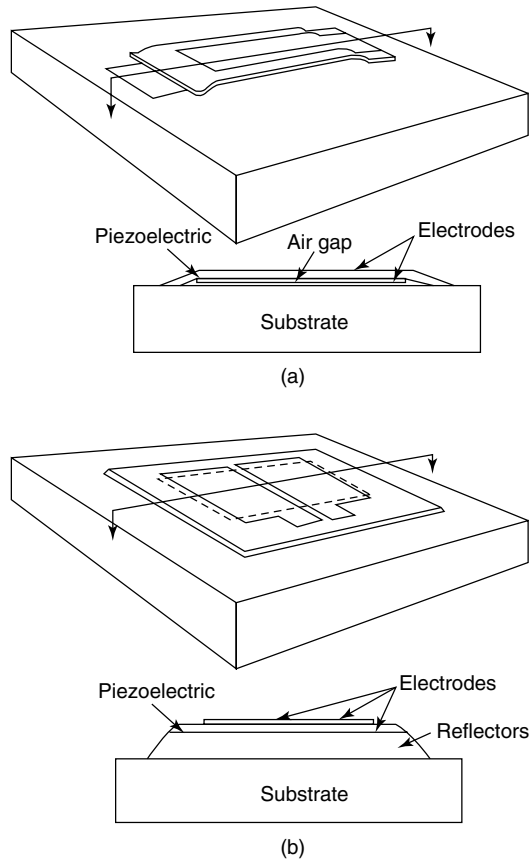 Piezoelectric
Air gap
Electrodes
Substrate
(a)
Piezoelectric
Electrodes
Reflectors
Substrate
(b)